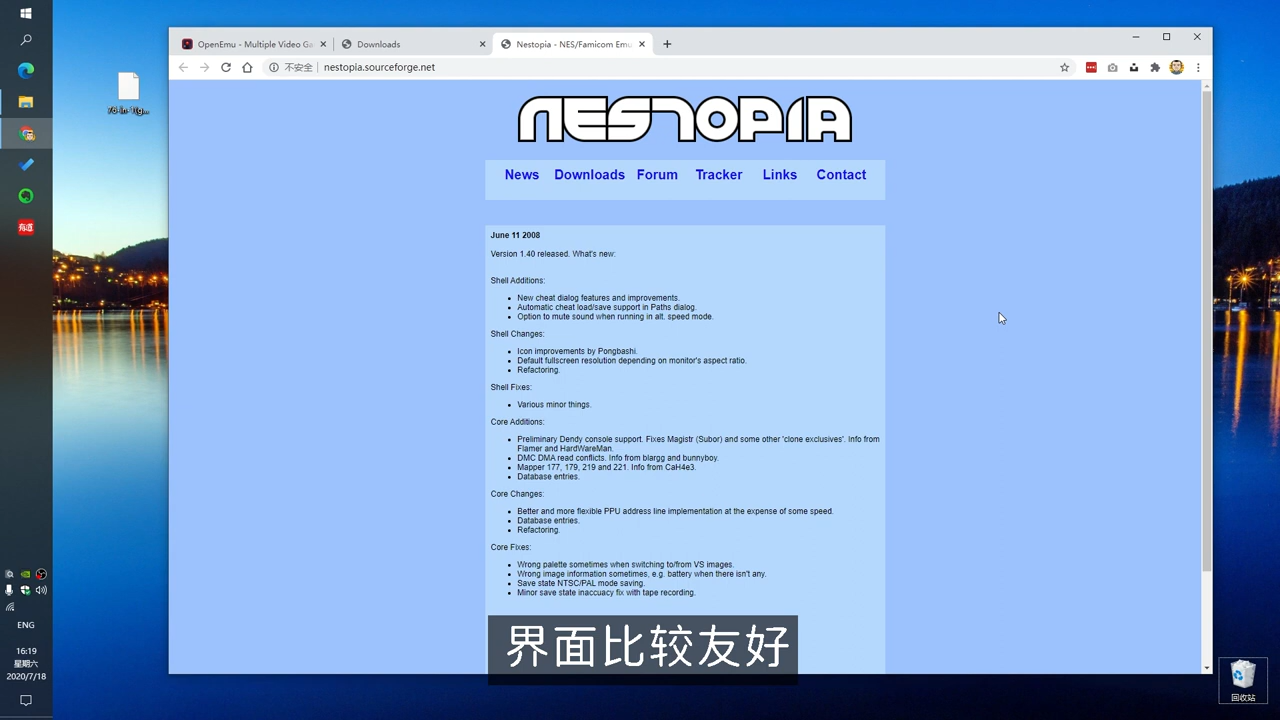 OpenEmu - Multiple Video Ga
Downloads
Nestopia - NES/Famicom Emu
不安全
nestopia.sourceforge.net
NESTOPIA
News Downloads Forum Tracker Links Contact
June 11 2008
Version 1.40 released. What's new:
Shell Additions:
New cheat dialog features and improvements.
Automatic cheat load/save support in Paths dialog.
Option to mute sound when running in alt. speed mode.
Shell Changes:
Icon improvements by Pongbashi.
Default fullscreen resolution depending on monitor's aspect ratio.
Refactoring.
Shell Fixes:
Various minor things.
Core Additions:
Preliminary Dendy console support. Fixes Magistr (Subor) and some other 'clone exclusives'. Info from
Flamer and HardWareMan.
DMC DMA read conflicts. Info from blargg and bunnyboy.
Mapper 177, 179, 219 and 221. Info from CaH4e3.
Database entries.
Core Changes:
Better and more flexible PPU address line implementation at the expense of some speed.
Database entries.
Refactoring.
Core Fixes:
Wrong palette sometimes when switching to/from VS images.
Wrong image information sometimes, e.g. battery when there isn't any.
Save state NTSC/PAL mode saving.
Minor save state inaccuacy fix with tape recording.
界面比较友好
有道
ENG
16:19
星期六
2020/7/18
回收站